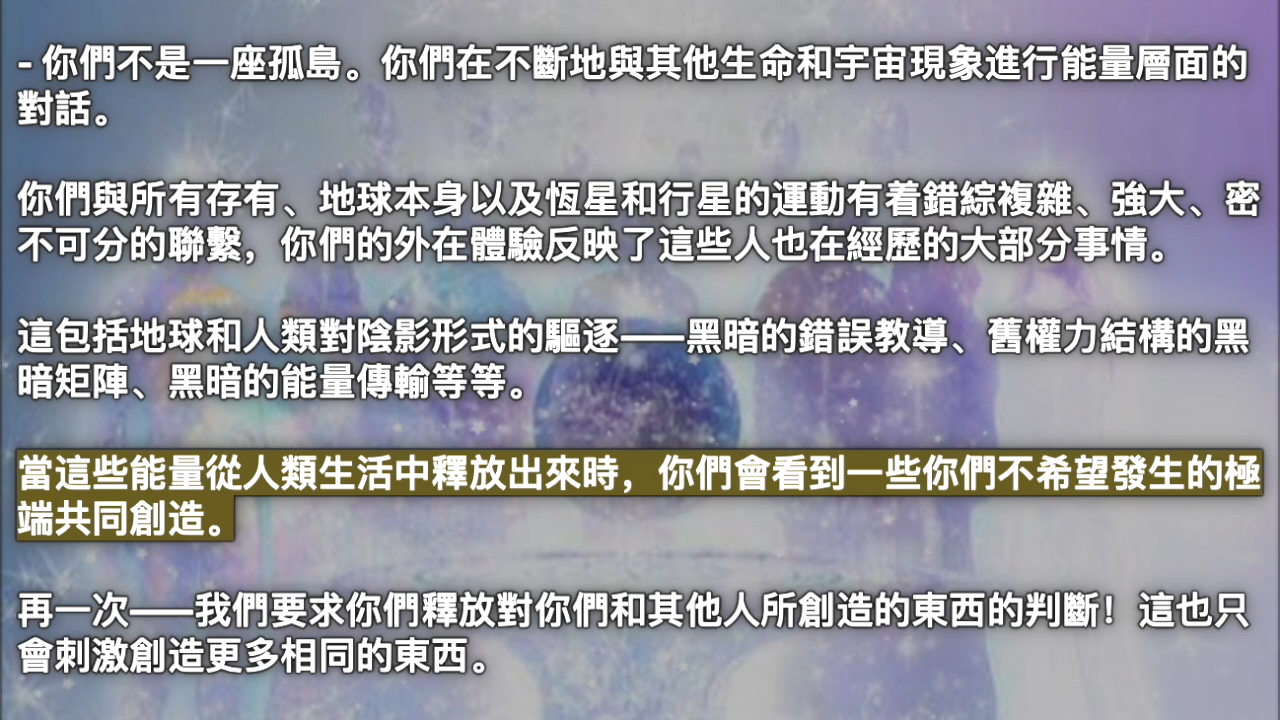 - 你們不是一座孤島。你們在不斷地與其他生命和宇宙現象進行能量層面的
對話。
你們與所有存有、地球本身以及恆星和行星的運動有着錯綜複雜、強大、密
不可分的聯繫，你們的外在體驗反映了這些人也在經歷的大部分事情。
這包括地球和人類對陰影形式的驅逐——黑暗的錯誤教導、舊權力結構的黑
暗矩陣、黑暗的能量傳輸等等。
當這些能量從人類生活中釋放出來時，你們會看到一些你們不希望發生的極
端共同創造。
再一次——我們要求你們釋放對你們和其他人所創造的東西的判斷！這也只
會刺激創造更多相同的東西。